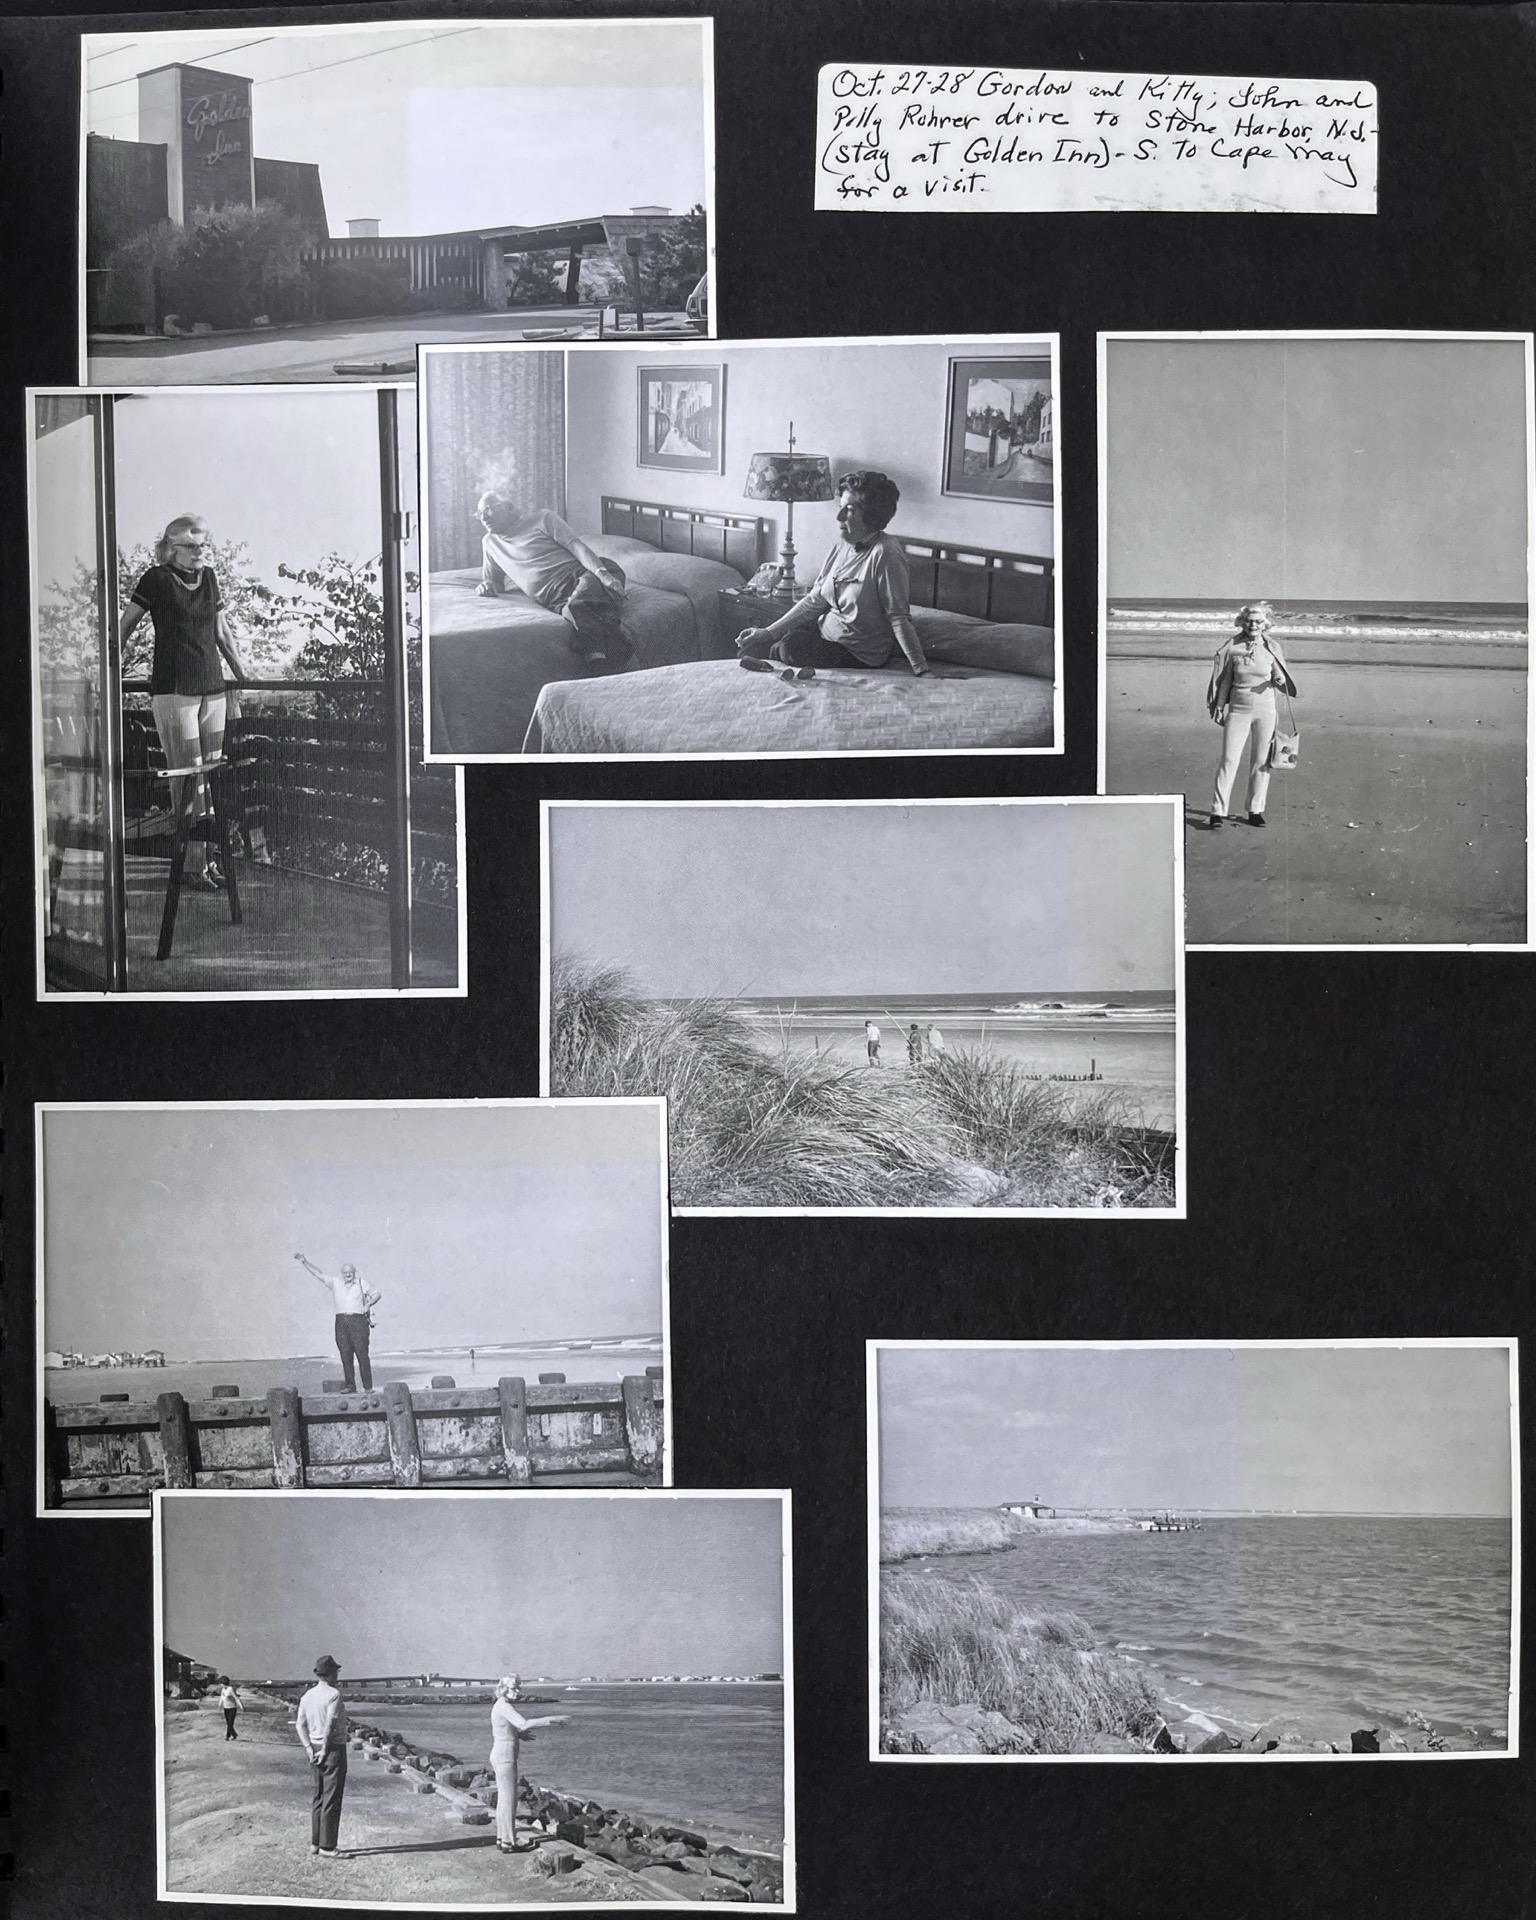 Golden
Inn
Oct. 27-28 Gordon and Kitty; John and
Polly Rohrer drive to Stone Harbor, N.J.-
(stay at Golden Inn)- S. to Cape May
for a visit.